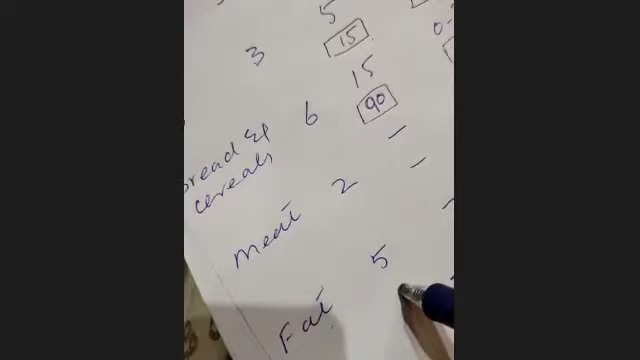 5
3 15
15
bread &
cereals 6 90
meat 2 – –
Fat 5